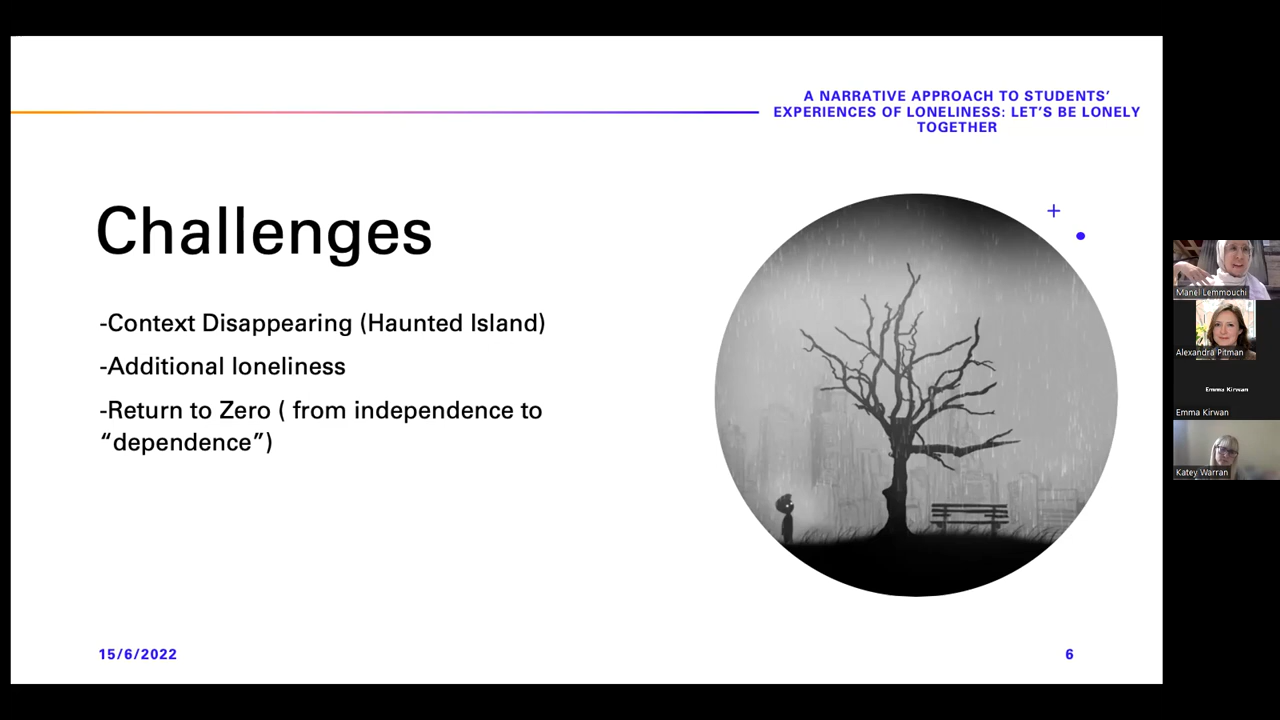 A NARRATIVE APPROACH TO STUDENTS’
EXPERIENCES OF LONELINESS: LET’S BE LONELY
TOGETHER
Challenges
-Context Disappearing (Haunted Island)
-Additional loneliness
-Return to Zero ( from independence to
“dependence”)
15/6/2022
6
Manel Lemmouchi
Alexandra Pitman
Emma Kirwan
Emma Kirwan
Katey Warran